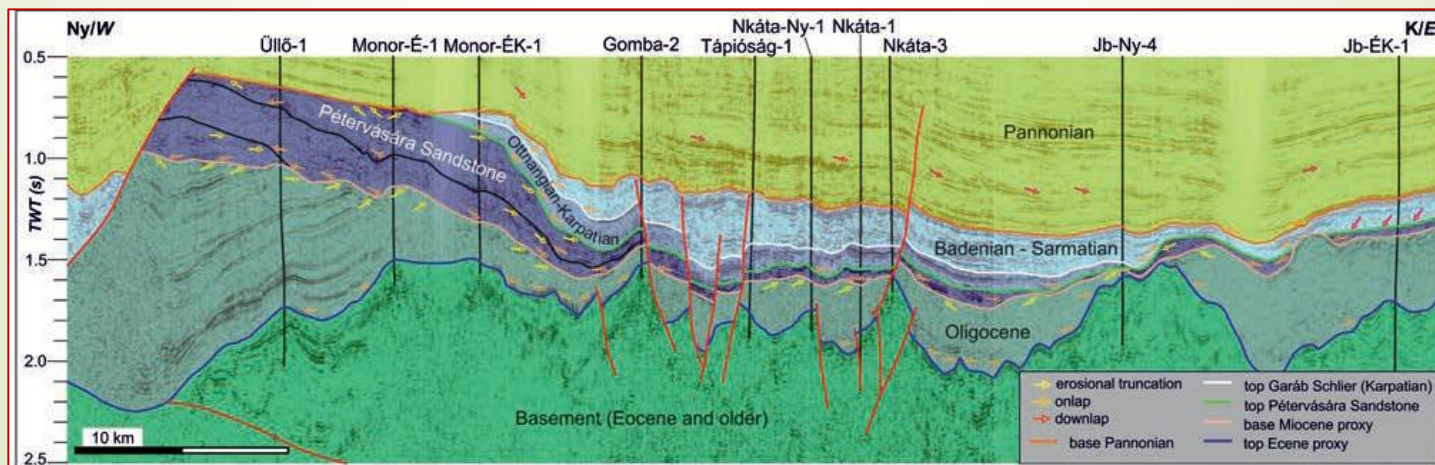 Ny/W
K/E
Üllő-1
Monor-É-1
Monor-ÉK-1
Gomba-2
Nkáta-Ny-1
Tápióság-1
Nkáta-1
Nkáta-3
Jb-Ny-4
Jb-ÉK-1
TWT (s)
0.5
1.0
1.5
2.0
2.5
Pétervására Sandstone
Ottnangian-Karpatian
Pannonian
Badenian - Sarmatian
Oligocene
Basement (Eocene and older)
10 km
erosional truncation
onlap
downlap
base Pannonian
top Garáb Schlier (Karpatian)
top Pétervására Sandstone
base Miocene proxy
top Ecene proxy